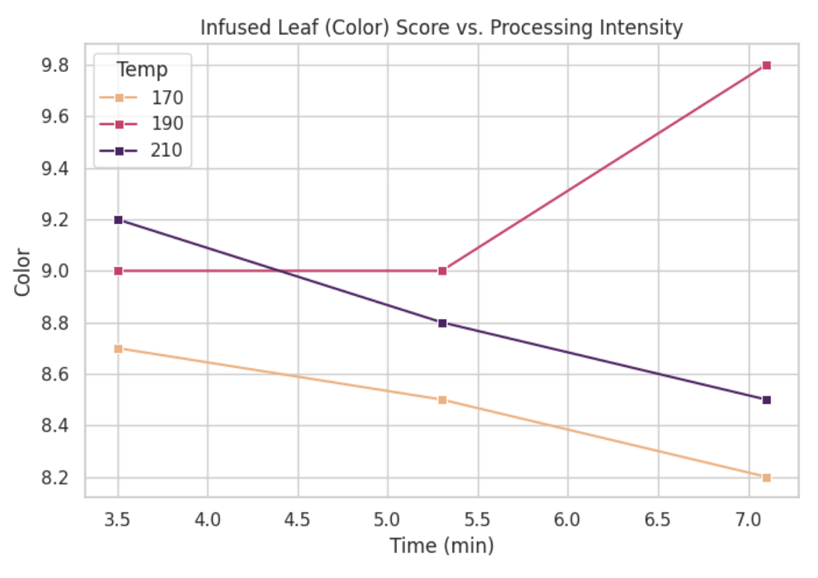 Infused Leaf (Color) Score vs. Processing Intensity
Temp
170
190
210
Color
9.8
9.6
9.4
9.2
9.0
8.8
8.6
8.4
8.2
3.5 4.0 4.5 5.0 5.5 6.0 6.5 7.0
Time (min)